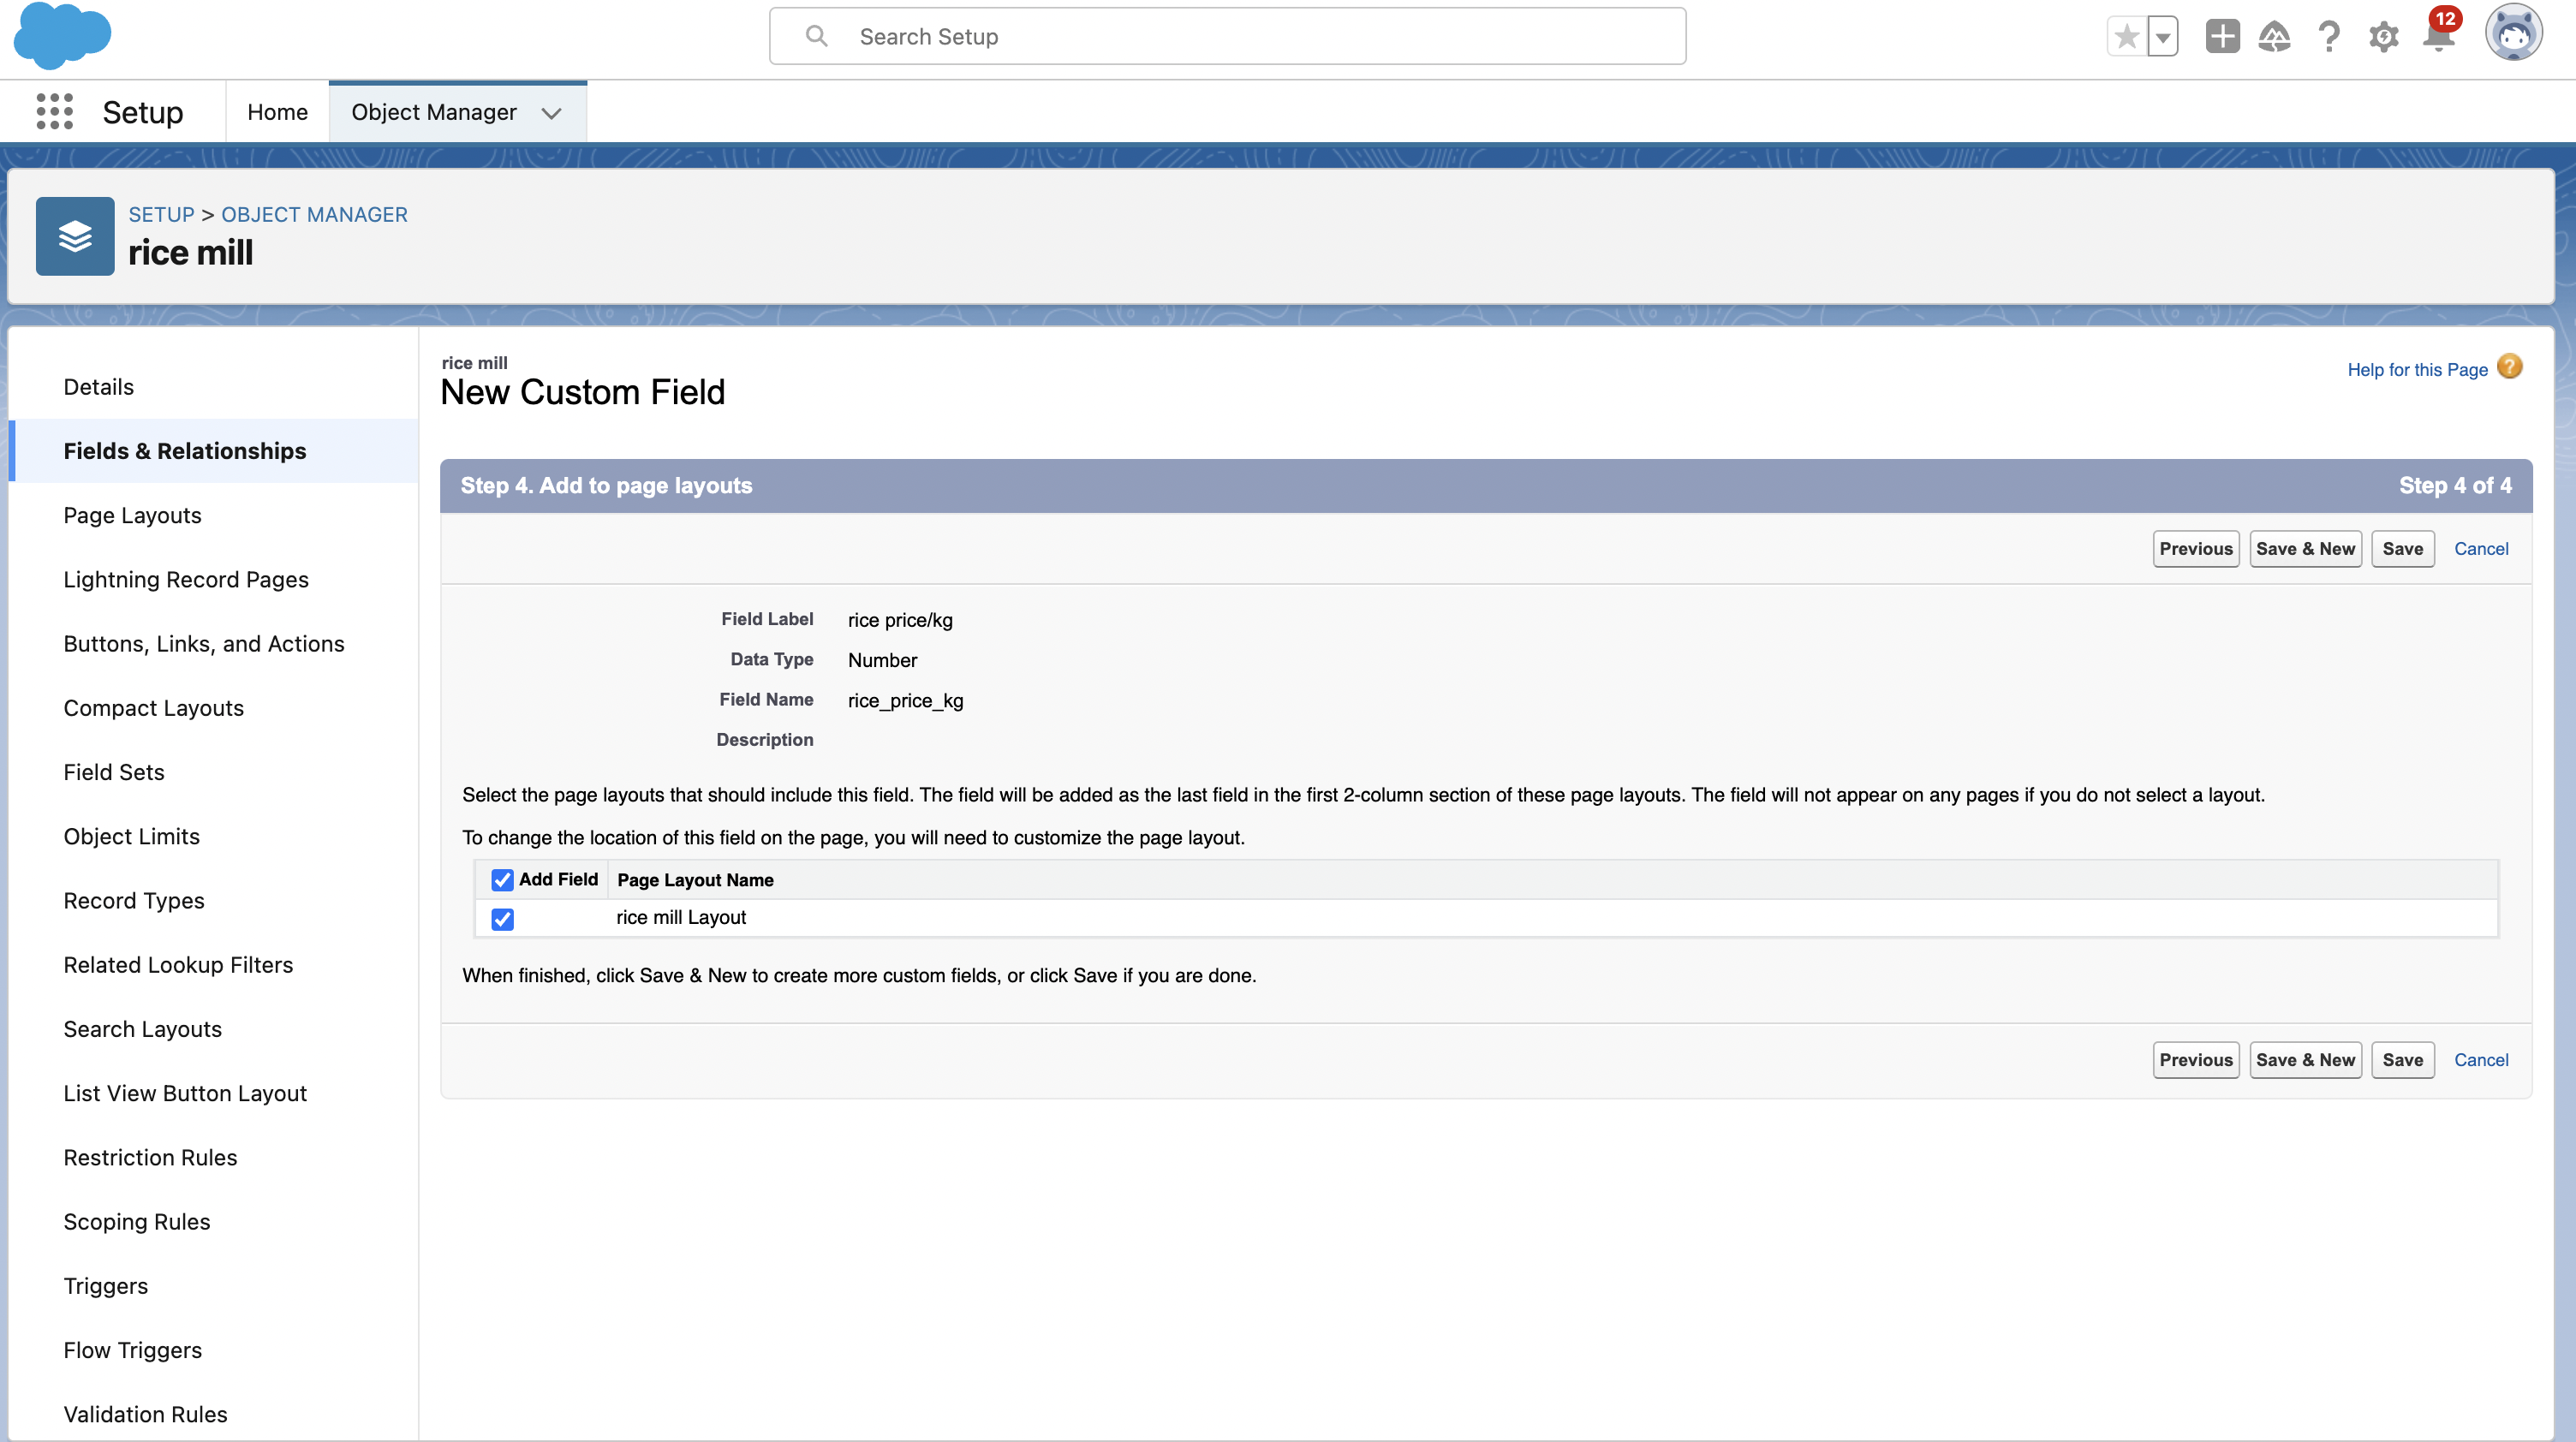 Search Setup
12
Setup
Home
Object Manager
SETUP > OBJECT MANAGER
rice mill
Details
Fields & Relationships
Page Layouts
Lightning Record Pages
Buttons, Links, and Actions
Compact Layouts
Field Sets
Object Limits
Record Types
Related Lookup Filters
Search Layouts
List View Button Layout
Restriction Rules
Scoping Rules
Triggers
Flow Triggers
Validation Rules
rice mill
New Custom Field
Help for this Page ?
Step 4. Add to page layouts
Step 4 of 4
Previous Save & New Save Cancel
Field Label rice price/kg
Data Type Number
Field Name rice_price_kg
Description
Select the page layouts that should include this field. The field will be added as the last field in the first 2-column section of these page layouts. The field will not appear on any pages if you do not select a layout.
To change the location of this field on the page, you will need to customize the page layout.
Add Field Page Layout Name
rice mill Layout
When finished, click Save & New to create more custom fields, or click Save if you are done.
Previous Save & New Save Cancel